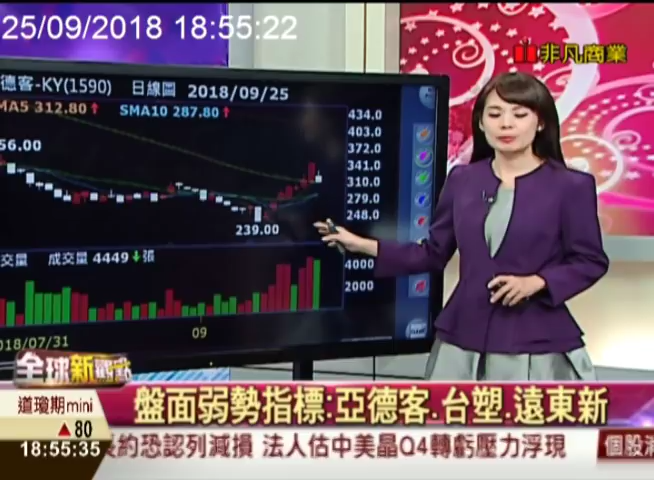 25/09/2018 18:55:22
非凡商業
德客-KY(1590) 日線圖 2018/09/25
MA5 312.80 SMA10 287.80
434.0
403.0
372.0
341.0
310.0
279.0
248.0
56.00
239.00
交量 成交量 4449 張
4000
2000
018/07/31
09
全球新觀點
盤面弱勢指標:亞德客.台塑.遠東新
道瓊期mini
▲80
18:55:35
長約恐認列減損 法人估中美晶Q4轉虧壓力浮現
個股消